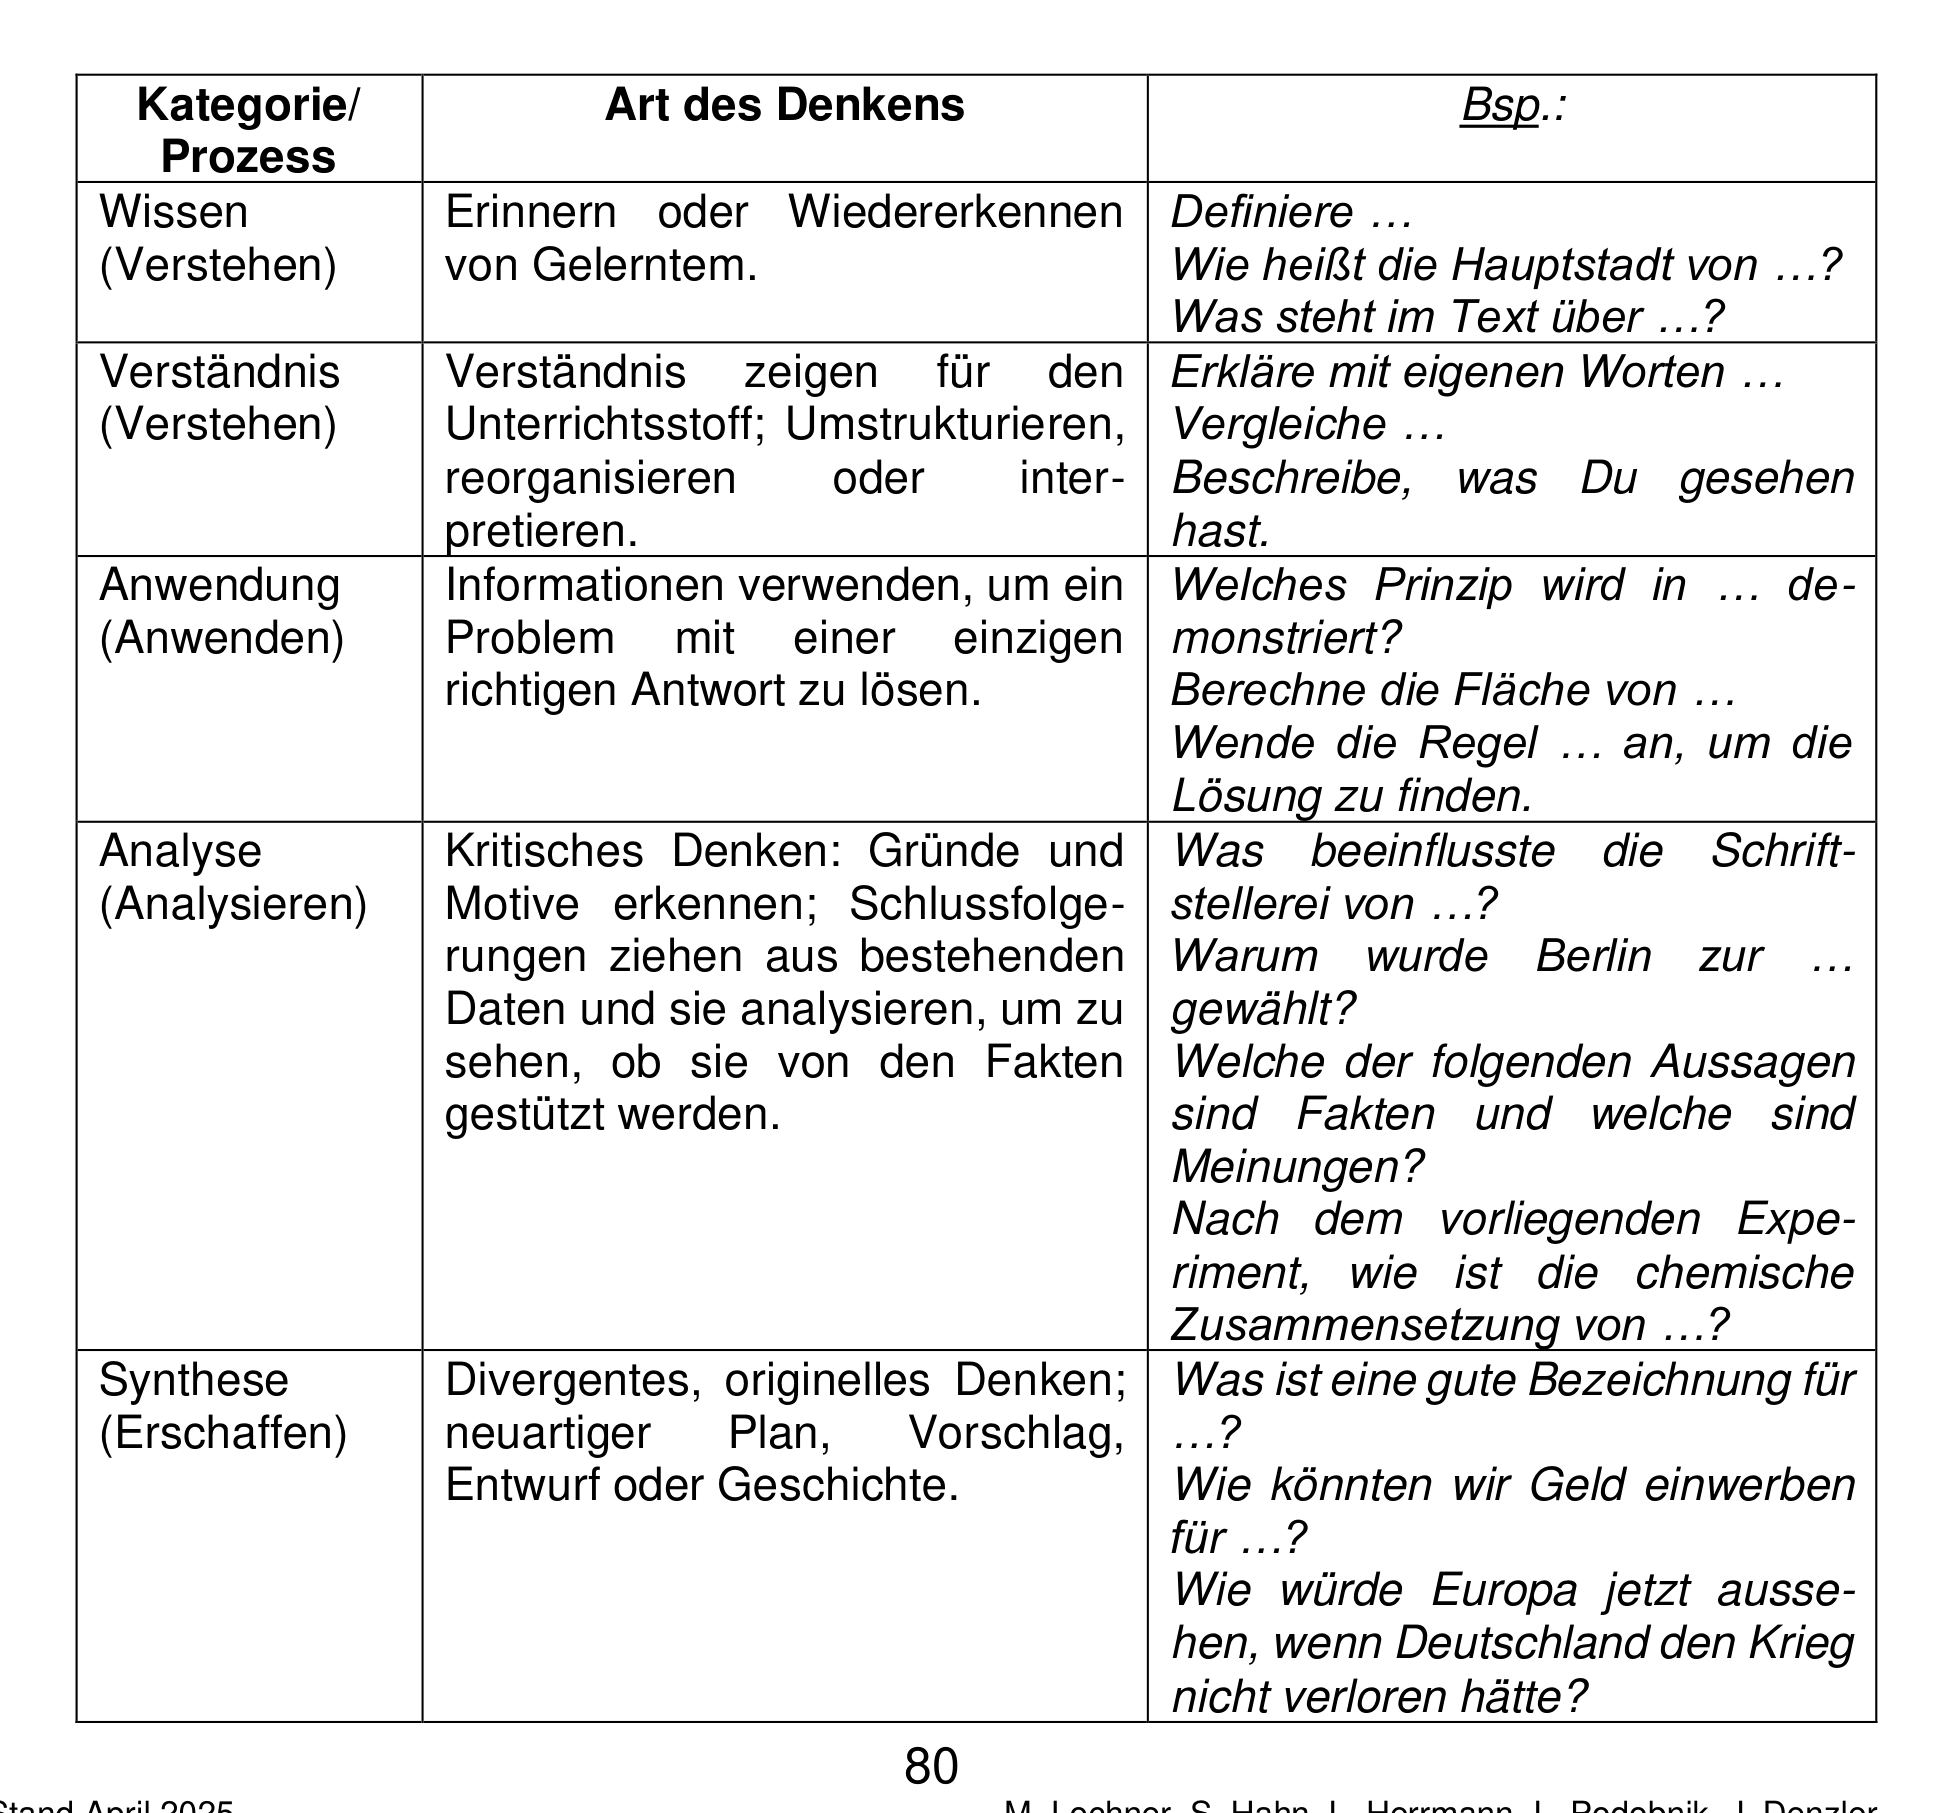 Kategorie/
Prozess
Art des Denkens
Bsp.:
Wissen
(Verstehen)
Erinnern oder Wiedererkennen
von Gelerntem.
Definiere …
Wie heißt die Hauptstadt von …?
Was steht im Text über …?
Verständnis
(Verstehen)
Verständnis zeigen für den
Unterrichtsstoff; Umstrukturieren,
reorganisieren oder inter-
pretieren.
Erkläre mit eigenen Worten …
Vergleiche …
Beschreibe, was Du gesehen
hast.
Anwendung
(Anwenden)
Informationen verwenden, um ein
Problem mit einer einzigen
richtigen Antwort zu lösen.
Welches Prinzip wird in … de-
monstriert?
Berechne die Fläche von …
Wende die Regel … an, um die
Lösung zu finden.
Analyse
(Analysieren)
Kritisches Denken: Gründe und
Motive erkennen; Schlussfolge-
rungen ziehen aus bestehenden
Daten und sie analysieren, um zu
sehen, ob sie von den Fakten
gestützt werden.
Was beeinflusste die Schrift-
stellerei von …?
Warum wurde Berlin zur …
gewählt?
Welche der folgenden Aussagen
sind Fakten und welche sind
Meinungen?
Nach dem vorliegenden Expe-
riment, wie ist die chemische
Zusammensetzung von …?
Synthese
(Erschaffen)
Divergentes, originelles Denken;
neuartiger Plan, Vorschlag,
Entwurf oder Geschichte.
Was ist eine gute Bezeichnung für
…?
Wie könnten wir Geld einwerben
für …?
Wie würde Europa jetzt ausse-
hen, wenn Deutschland den Krieg
nicht verloren hätte?
80
Stand April 2025
M. Lochner, S. Hahn, L. Herrmann, L. Podobnik, J. Denzler